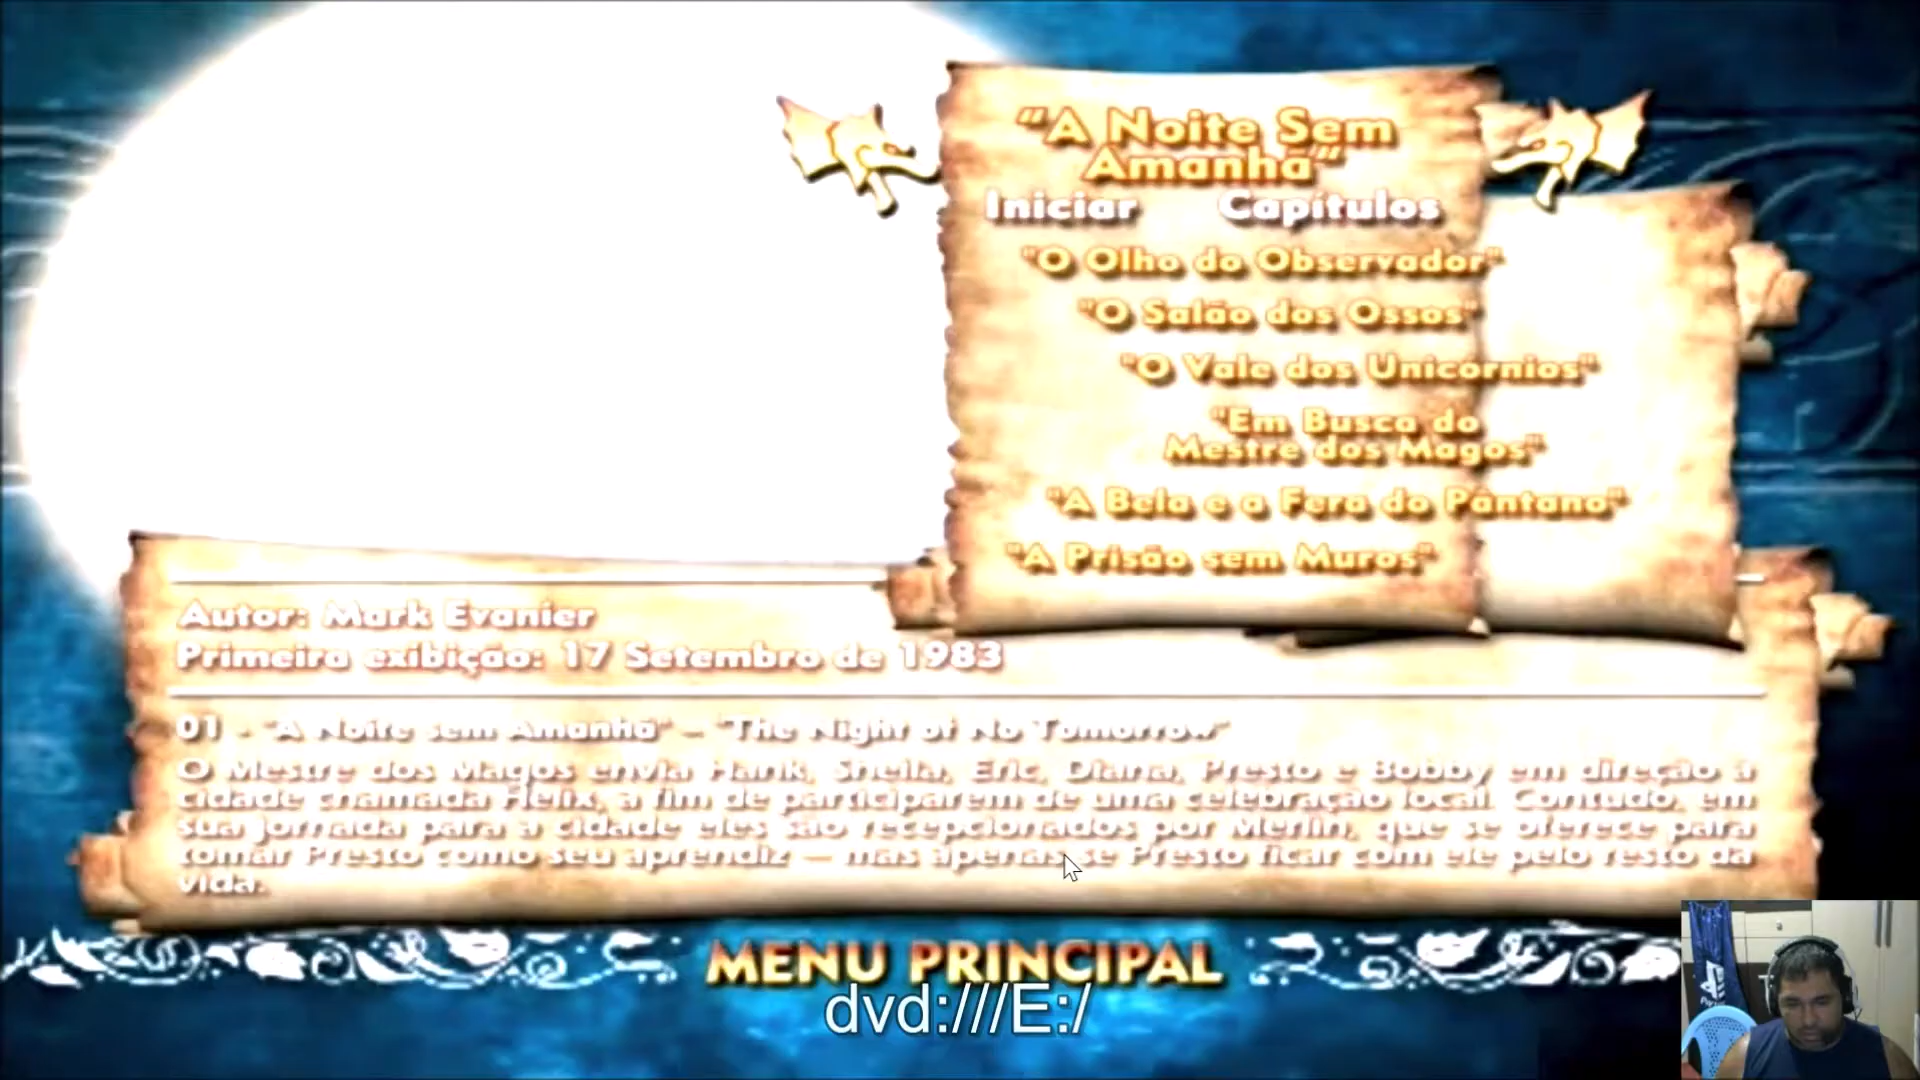 “A Noite Sem
Amanhã”
Iniciar Capítulos
"O Olho do Observador"
"O Salão dos Ossos"
"O Vale dos Unicórnios"
"Em Busca do
Mestre dos Magos"
"A Bela e a Fera do Pântano"
"A Prisão sem Muros"
Autor: Mark Evanier
Primeira exibição: 17 Setembro de 1983
01 - "A Noite sem Amanhã" – "The Night of No Tomorrow"
O Mestre dos Magos envia Hank, Sheila, Eric, Diana, Presto e Bobby em direção à
cidade chamada Helix, a fim de participarem de uma celebração local. Contudo, em
sua jornada para a cidade eles são recepcionados por Merlin, que se oferece para
tomar Presto como seu aprendiz – mas apenas se Presto ficar com ele pelo resto da
vida.
MENU PRINCIPAL
dvd:///E:/